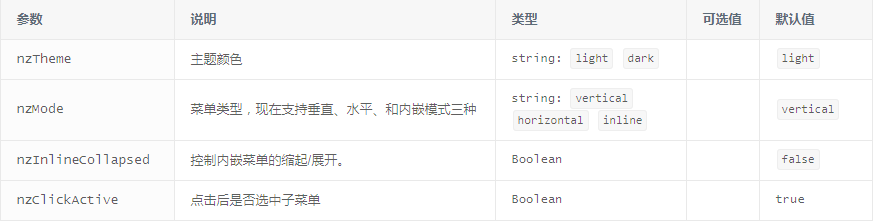 参数 说明 类型 可选值 默认值
nzTheme 主题颜色 string: light dark light
nzMode 菜单类型，现在支持垂直、水平、和内嵌模式三种 string: vertical horizontal inline vertical
nzInlineCollapsed 控制内嵌菜单的缩起/展开。 Boolean false
nzClickActive 点击后是否选中子菜单 Boolean true